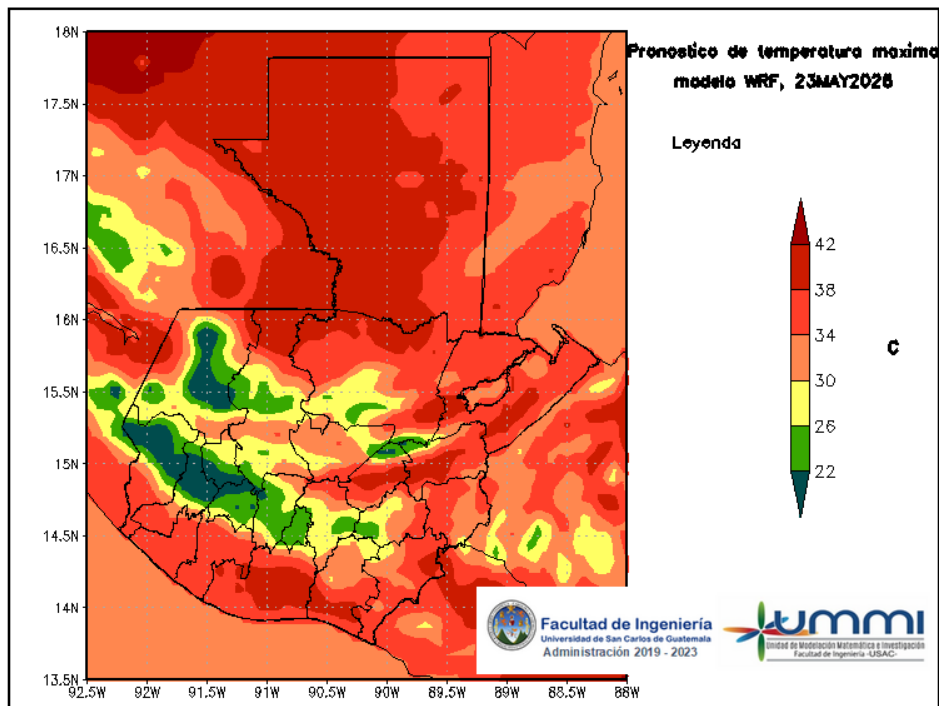 Pronostico de temperatura maxima
modelo WRF, 23MAY2026
Leyenda
42
38
34
30
26
22
C
18N
17.5N
17N
16.5N
16N
15.5N
15N
14.5N
14N
13.5N
92.5W
92W
91.5W
91W
90.5W
90W
89.5W
89W
88.5W
88W
Facultad de Ingeniería
Universidad de San Carlos de Guatemala
Administración 2019 - 2023
ummi
Unidad de Modelación Matemática e Investigación
Facultad de Ingeniería -USAC-